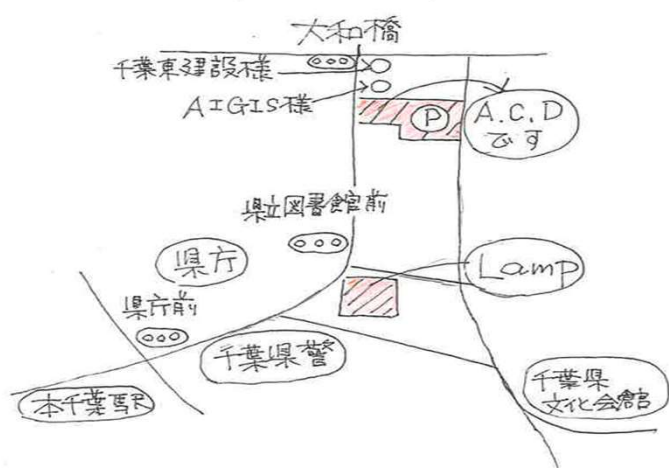 大和橋
千葉東建設様
AIGIS様
P
A.C.D
です
県立図書館前
県庁
Lamp
県庁前
千葉県警
千葉県
文化会館
本千葉駅